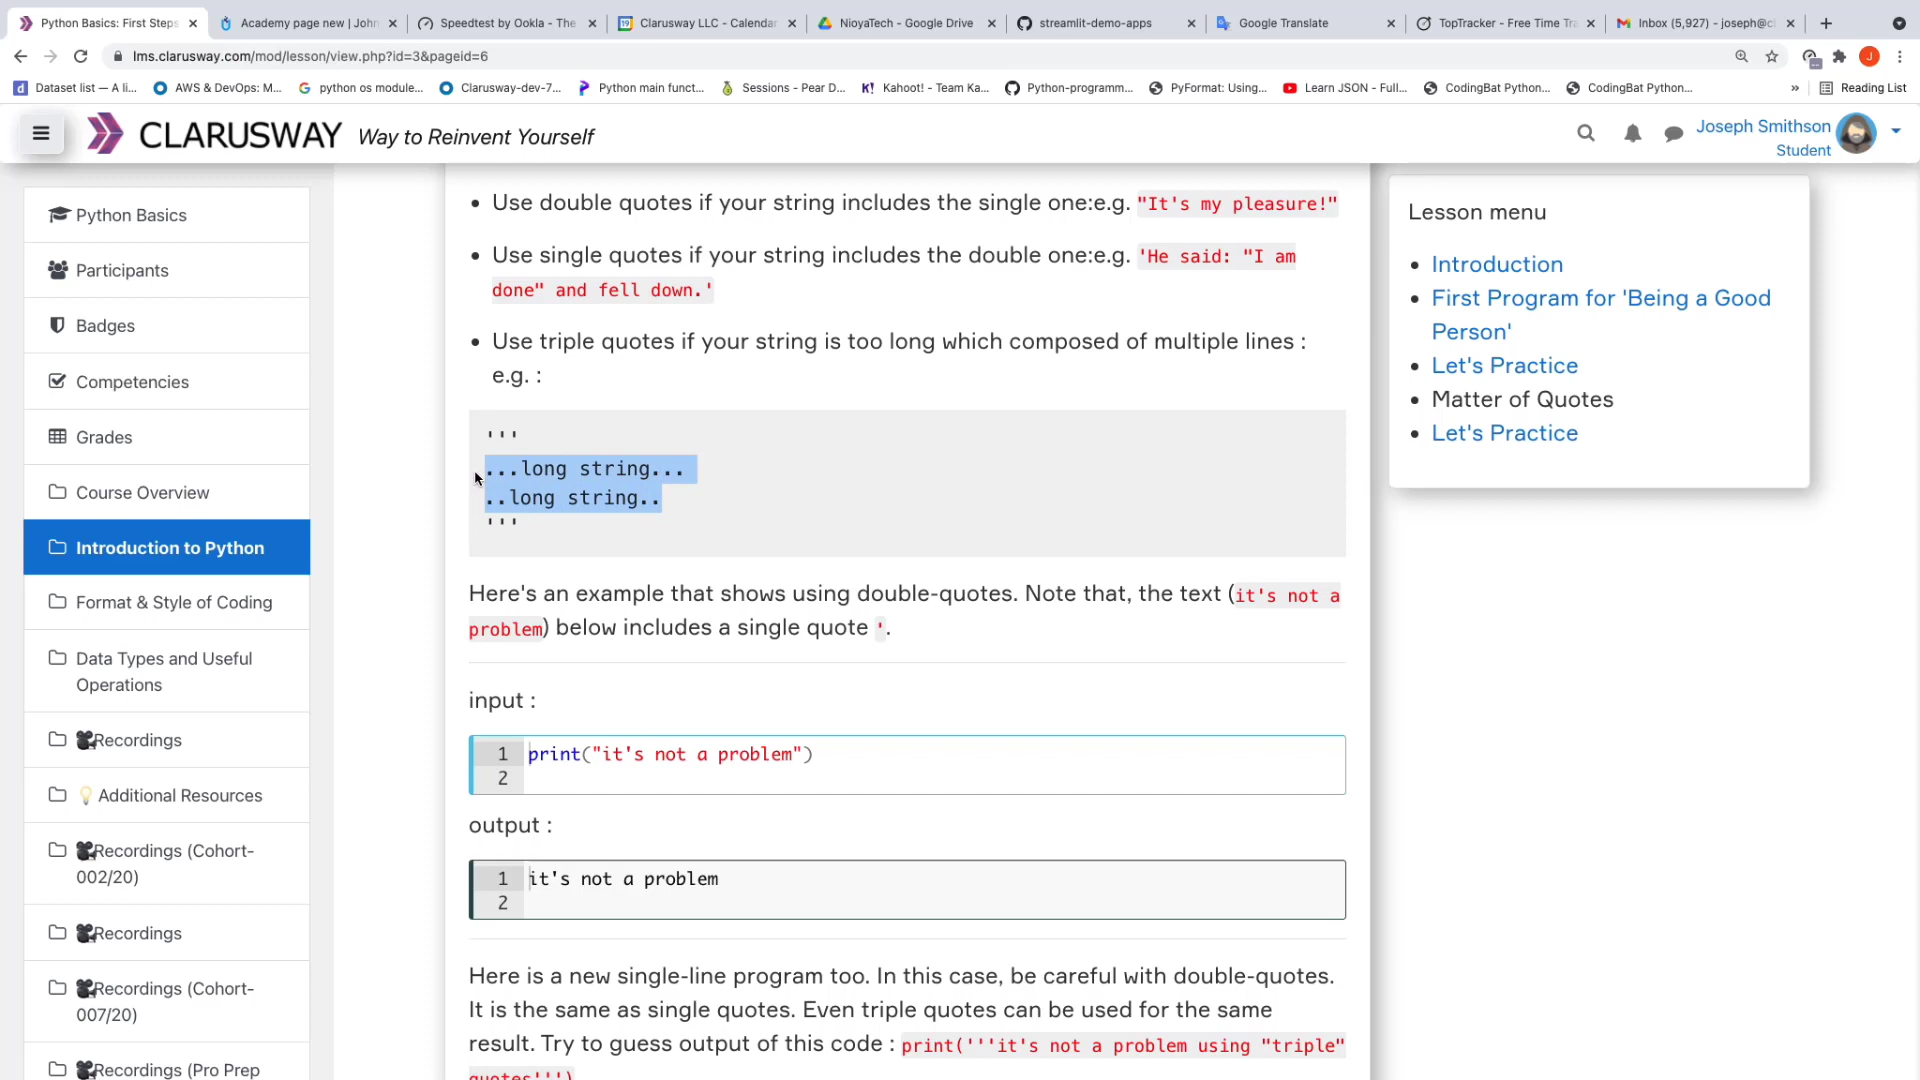 Python Basics: First Steps
Academy page new | John
Speedtest by Ookla - The
Clarusway LLC - Calendar
NioyaTech - Google Drive
streamlit-demo-apps
Google Translate
TopTracker - Free Time Tra
Inbox (5,927) - joseph@cl
lms.clarusway.com/mod/lesson/view.php?id=3&pageid=6
Dataset list — A li...
AWS & DevOps: M...
python os module...
Clarusway-dev-7...
Python main funct...
Sessions - Pear D...
Kahoot! - Team Ka...
Python-programm...
PyFormat: Using...
Learn JSON - Full...
CodingBat Python...
CodingBat Python...
»
Reading List
CLARUSWAY Way to Reinvent Yourself
Joseph Smithson
Student
Python Basics
Participants
Badges
Competencies
Grades
Course Overview
Introduction to Python
Format & Style of Coding
Data Types and Useful
Operations
Recordings
Additional Resources
Recordings (Cohort-
002/20)
Recordings
Recordings (Cohort-
007/20)
Recordings (Pro Prep
• Use double quotes if your string includes the single one:e.g. "It's my pleasure!"
• Use single quotes if your string includes the double one:e.g. 'He said: "I am
done" and fell down.'
• Use triple quotes if your string is too long which composed of multiple lines :
e.g. :
'''
...long string...
..long string..
'''
Here's an example that shows using double-quotes. Note that, the text (it's not a
problem) below includes a single quote '.
input :
1 print("it's not a problem")
2
output :
1 it's not a problem
2
Here is a new single-line program too. In this case, be careful with double-quotes.
It is the same as single quotes. Even triple quotes can be used for the same
result. Try to guess output of this code : print('''it's not a problem using "triple"
quotes''')
Lesson menu
• Introduction
• First Program for 'Being a Good
Person'
• Let's Practice
• Matter of Quotes
• Let's Practice